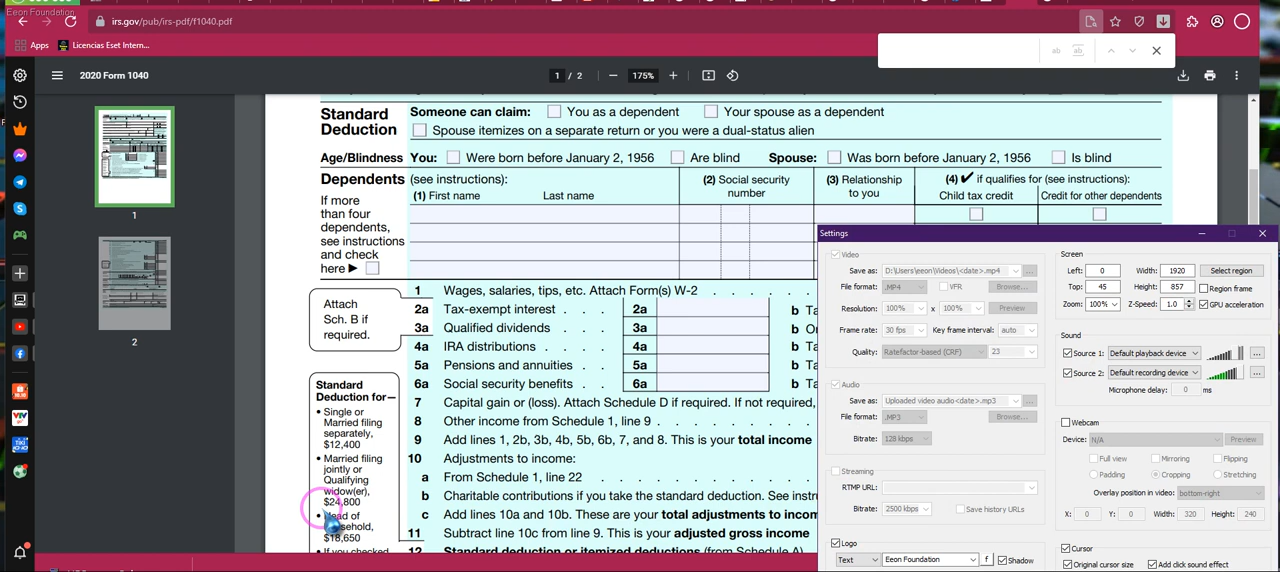 Eeon Foundation
irs.gov/pub/irs-pdf/f1040.pdf
Apps
Licencias Eset Intern...
2020 Form 1040
1 / 2
175%
1
2
Standard
Deduction
Someone can claim:
You as a dependent
Your spouse as a dependent
Spouse itemizes on a separate return or you were a dual-status alien
Age/Blindness
You:
Were born before January 2, 1956
Are blind
Spouse:
Was born before January 2, 1956
Is blind
Dependents
(see instructions):
(1) First name
Last name
(2) Social security
number
(3) Relationship
to you
(4) ✔ if qualifies for (see instructions):
Child tax credit
Credit for other dependents
If more
than four
dependents,
see instructions
and check
here ▶
Attach
Sch. B if
required.
1 Wages, salaries, tips, etc. Attach Form(s) W-2 . . . . . .
2a Tax-exempt interest . . . 2a b Ta
3a Qualified dividends . . . 3a b Or
4a IRA distributions . . . . 4a b Ta
5a Pensions and annuities . . 5a b Ta
6a Social security benefits . . 6a b Ta
7 Capital gain or (loss). Attach Schedule D if required. If not required,
8 Other income from Schedule 1, line 9 . . . . . . . . .
9 Add lines 1, 2b, 3b, 4b, 5b, 6b, 7, and 8. This is your total income
10 Adjustments to income:
a From Schedule 1, line 22 . . . . . . . . . . . .
b Charitable contributions if you take the standard deduction. See inst
c Add lines 10a and 10b. These are your total adjustments to incom
11 Subtract line 10c from line 9. This is your adjusted gross income
12 Standard deduction or itemized deductions (from Schedule A)
Standard
Deduction for—
• Single or
Married filing
separately,
$12,400
• Married filing
jointly or
Qualifying
widow(er),
$24,800
$18,650
• If you checked
Settings
Video
Save as:
D:\Users\eeon\Videos\<date>.mp4
...
File format:
.MP4
VFR
Browse...
Resolution:
100%
x
100%
Preview
Frame rate:
30 fps
Key frame interval:
auto
Quality:
Ratefactor-based (CRF)
23
Audio
Save as:
Uploaded video audio<date>.mp3
...
File format:
.MP3
Browse...
Bitrate:
128 kbps
Streaming
RTMP URL:
Bitrate:
2500 kbps
Save history URLs
Logo
Text
Eeon Foundation
f
Shadow
Screen
Left:
0
Width:
1920
Select region
Top:
45
Height:
857
Region frame
Zoom:
100%
Z-Speed:
1.0
GPU acceleration
Sound
Source 1:
Default playback device
...
Source 2:
Default recording device
...
Microphone delay:
0
ms
Webcam
Device:
N/A
Preview
Full view
Mirroring
Flipping
Padding
Cropping
Stretching
Overlay position in video:
bottom-right
X:
0
Y:
0
Width:
320
Height:
240
Cursor
Original cursor size
Add click sound effect